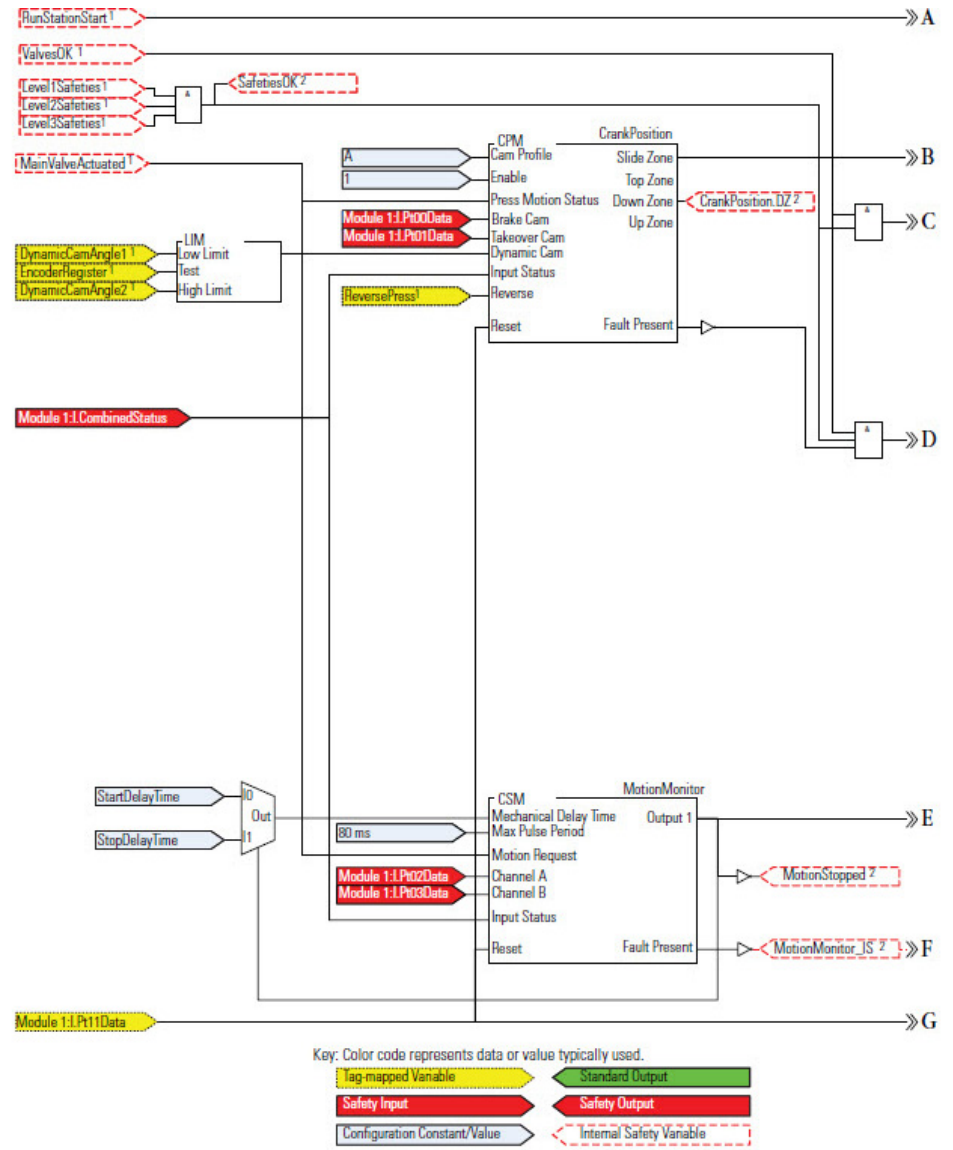 RunStationStart 1
A
ValvesOK 1
Level1Safeties 1
Level2Safeties 1
Level3Safeties 1
&
SafetiesOK 2
MainValveActuated 1
CPM
CrankPosition
A
Cam Profile
Slide Zone
B
1
Enable
Top Zone
Press Motion Status
Down Zone
CrankPosition.DZ 2
Module 1:I.Pt00Data
Brake Cam
Up Zone
&
C
Module 1:I.Pt01Data
Takeover Cam
LIM
DynamicCamAngle1 1
Low Limit
Dynamic Cam
EncoderRegister 1
Test
Input Status
DynamicCamAngle2 1
High Limit
ReversePress 1
Reverse
Reset
Fault Present
Module 1:I.CombinedStatus
&
D
StartDelayTime
I0
Out
StopDelayTime
I1
CSM
MotionMonitor
Mechanical Delay Time
Output 1
E
80 ms
Max Pulse Period
Motion Request
Module 1:I.Pt02Data
Channel A
MotionStopped 2
Module 1:I.Pt03Data
Channel B
Input Status
Reset
Fault Present
MotionMonitor_IS 2
F
Module 1:I.Pt11Data
G
Key: Color code represents data or value typically used.
Tag-mapped Variable
Standard Output
Safety Input
Safety Output
Configuration Constant/Value
Internal Safety Variable